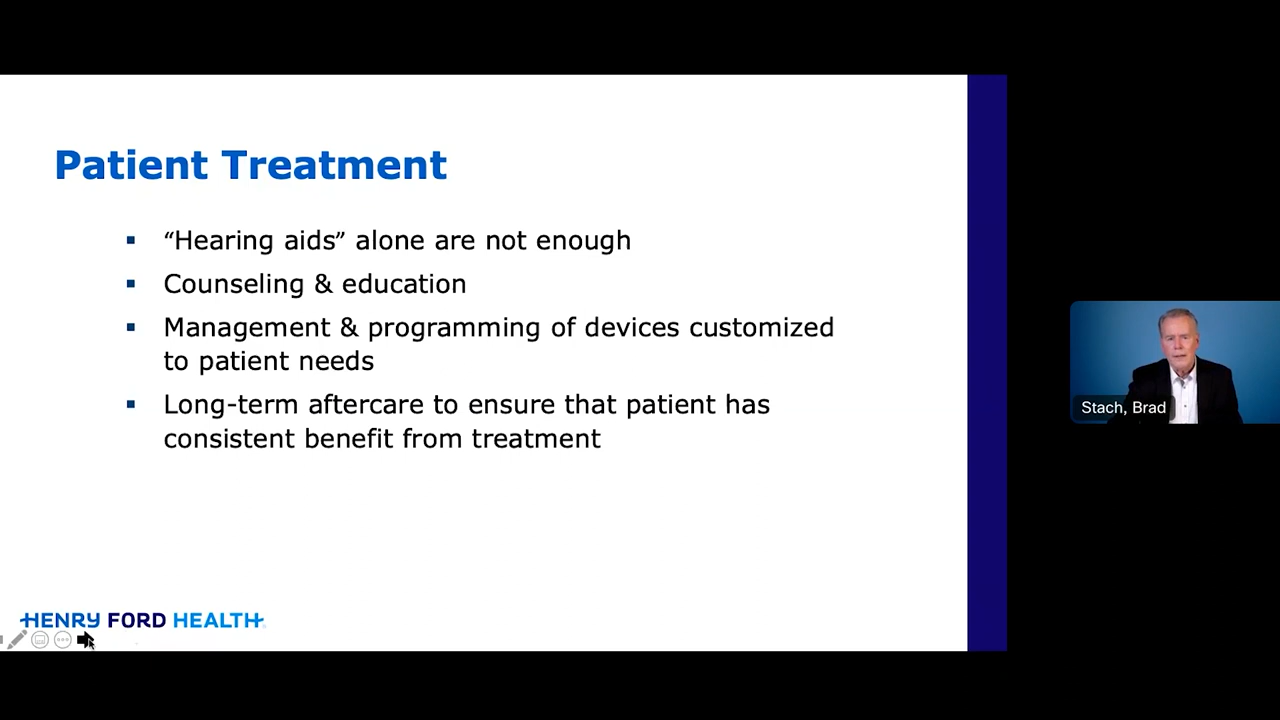 Patient Treatment
▪ “Hearing aids” alone are not enough
▪ Counseling & education
▪ Management & programming of devices customized
to patient needs
▪ Long-term aftercare to ensure that patient has
consistent benefit from treatment
HENRY FORD HEALTH
Stach, Brad